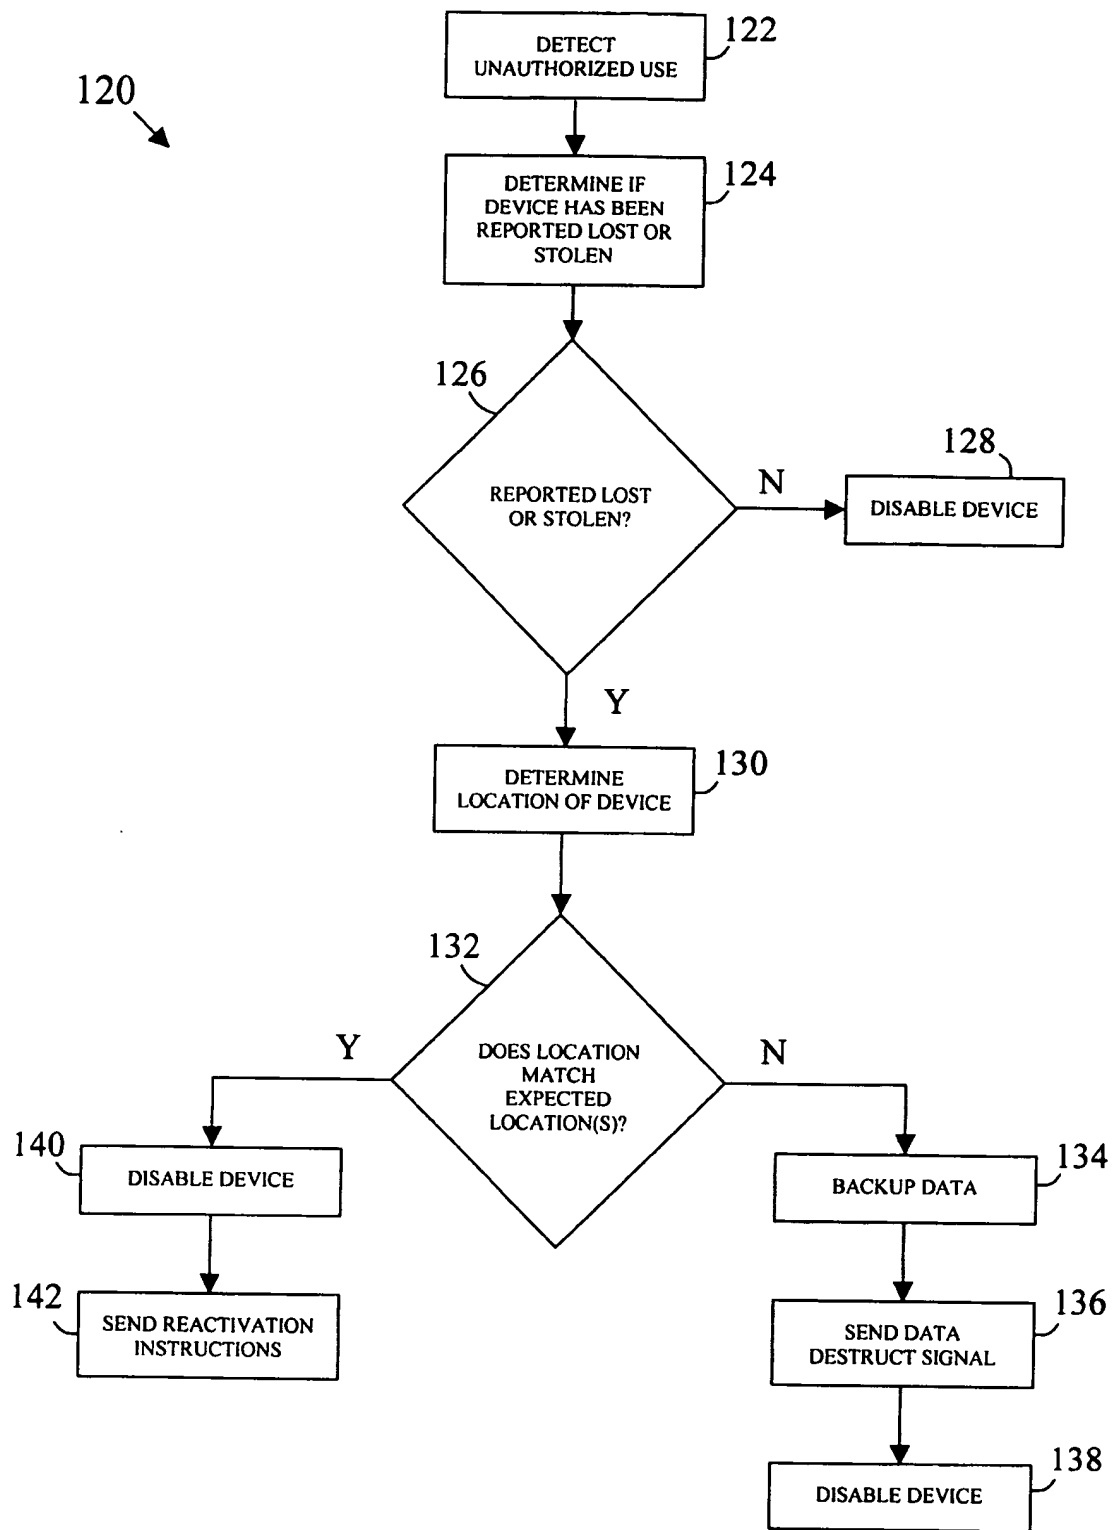 120
DETECT
UNAUTHORIZED USE
122
DETERMINE IF
DEVICE HAS BEEN
REPORTED LOST OR
STOLEN
124
126
REPORTED LOST
OR STOLEN?
N
128
DISABLE DEVICE
Y
DETERMINE
LOCATION OF DEVICE
130
132
DOES LOCATION
MATCH
EXPECTED
LOCATION(S)?
Y
N
140
DISABLE DEVICE
142
SEND REACTIVATION
INSTRUCTIONS
BACKUP DATA
134
SEND DATA
DESTRUCT SIGNAL
136
DISABLE DEVICE
138